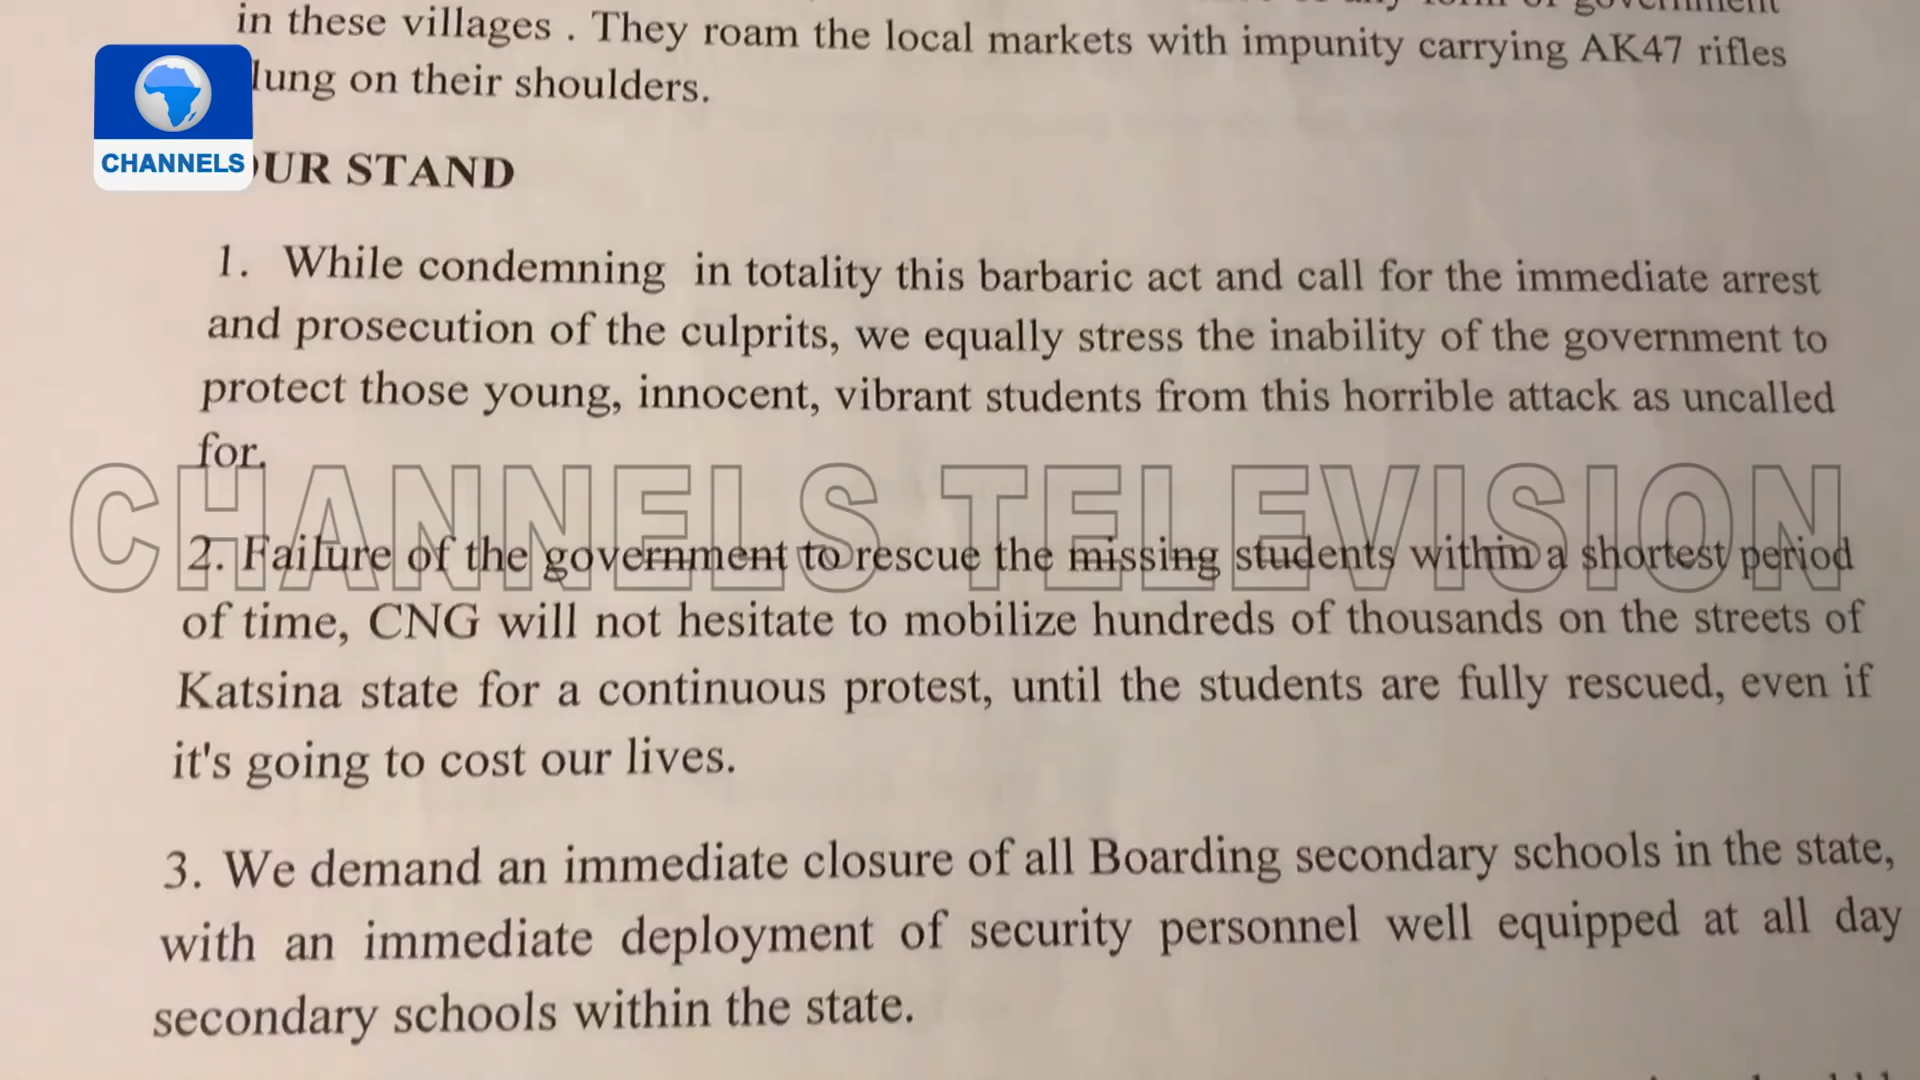 in these villages . They roam the local markets with impunity carrying AK47 rifles
lung on their shoulders.
CHANNELS
UR STAND
1. While condemning in totality this barbaric act and call for the immediate arrest
and prosecution of the culprits, we equally stress the inability of the government to
protect those young, innocent, vibrant students from this horrible attack as uncalled
for.
CHANNELS TELEVISION
2. Failure of the government to rescue the missing students within a shortest period
of time, CNG will not hesitate to mobilize hundreds of thousands on the streets of
Katsina state for a continuous protest, until the students are fully rescued, even if
it's going to cost our lives.
3. We demand an immediate closure of all Boarding secondary schools in the state,
with an immediate deployment of security personnel well equipped at all day
secondary schools within the state.